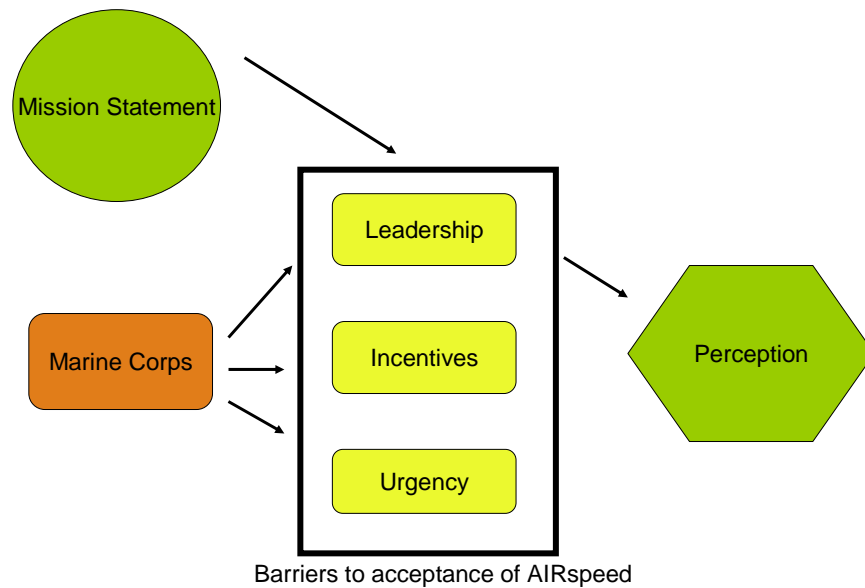 Mission Statement
Leadership
Marine Corps
Incentives
Perception
Urgency
Barriers to acceptance of AIRspeed